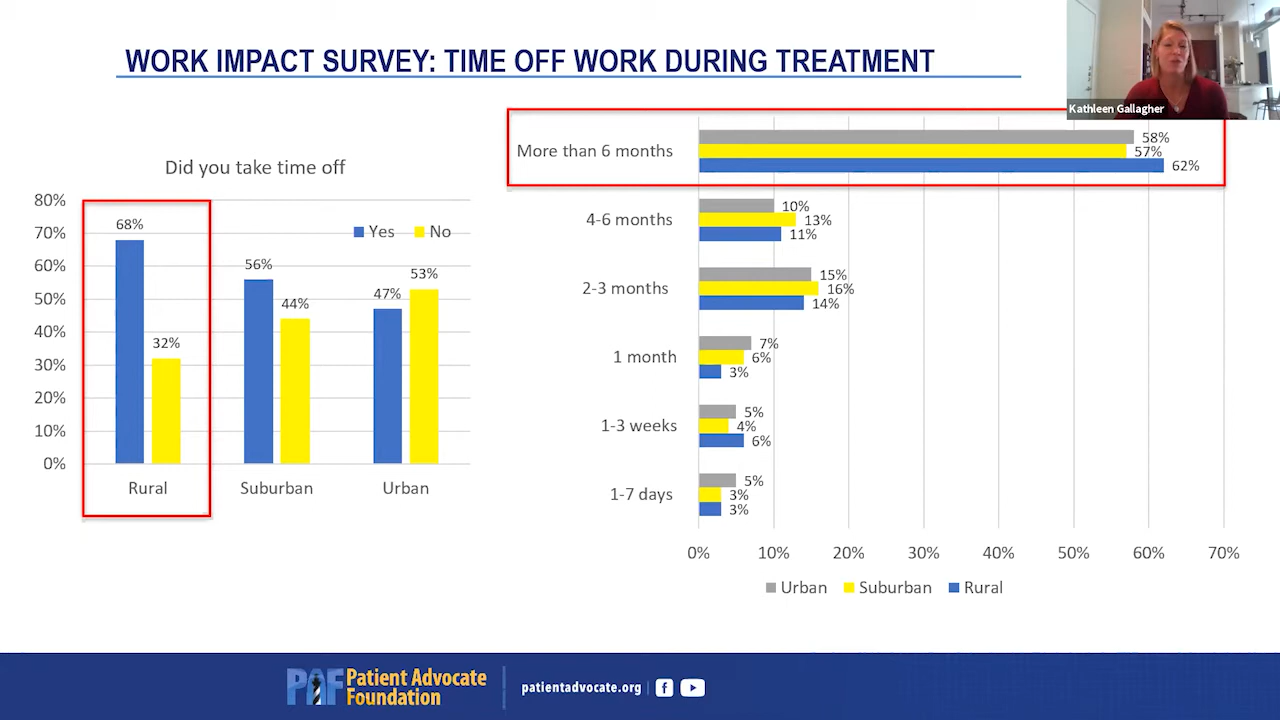 WORK IMPACT SURVEY: TIME OFF WORK DURING TREATMENT
Kathleen Gallagher
Did you take time off
80%
70%
60%
50%
40%
30%
20%
10%
0%
Yes No
68%
32%
56%
44%
47%
53%
Rural Suburban Urban
More than 6 months
58%
57%
62%
4-6 months
10%
13%
11%
2-3 months
15%
16%
14%
1 month
7%
6%
3%
1-3 weeks
5%
4%
6%
1-7 days
5%
3%
3%
0% 10% 20% 30% 40% 50% 60% 70%
Urban Suburban Rural
PAF Patient Advocate
Foundation
patientadvocate.org